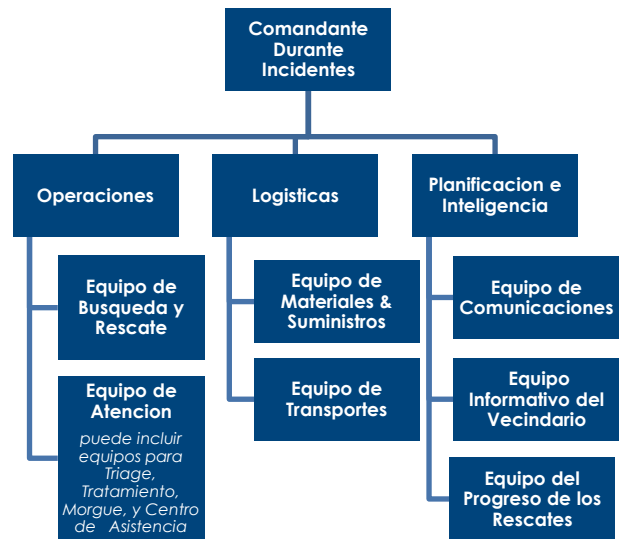 Comandante
Durante
Incidentes
Operaciones
Logisticas
Planificacion e
Inteligencia
Equipo de
Busqueda y
Rescate
Equipo de
Atencion
puede incluir
equipos para
Triage,
Tratamiento,
Morgue, y Centro
de Asistencia
Equipo de
Materiales &
Suministros
Equipo de
Transportes
Equipo de
Comunicaciones
Equipo
Informativo del
Vecindario
Equipo del
Progreso de los
Rescates